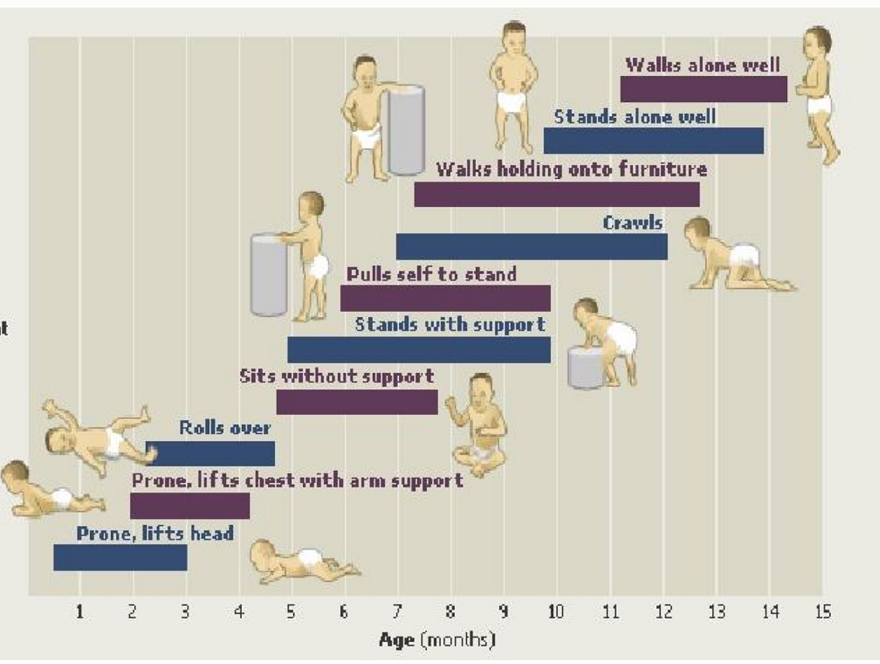 Walks alone well
Stands alone well
Walks holding onto furniture
Crawls
Pulls self to stand
Stands with support
Sits without support
Rolls over
Prone, lifts chest with arm support
Prone, lifts head
1 2 3 4 5 6 7 8 9 10 11 12 13 14 15
Age (months)